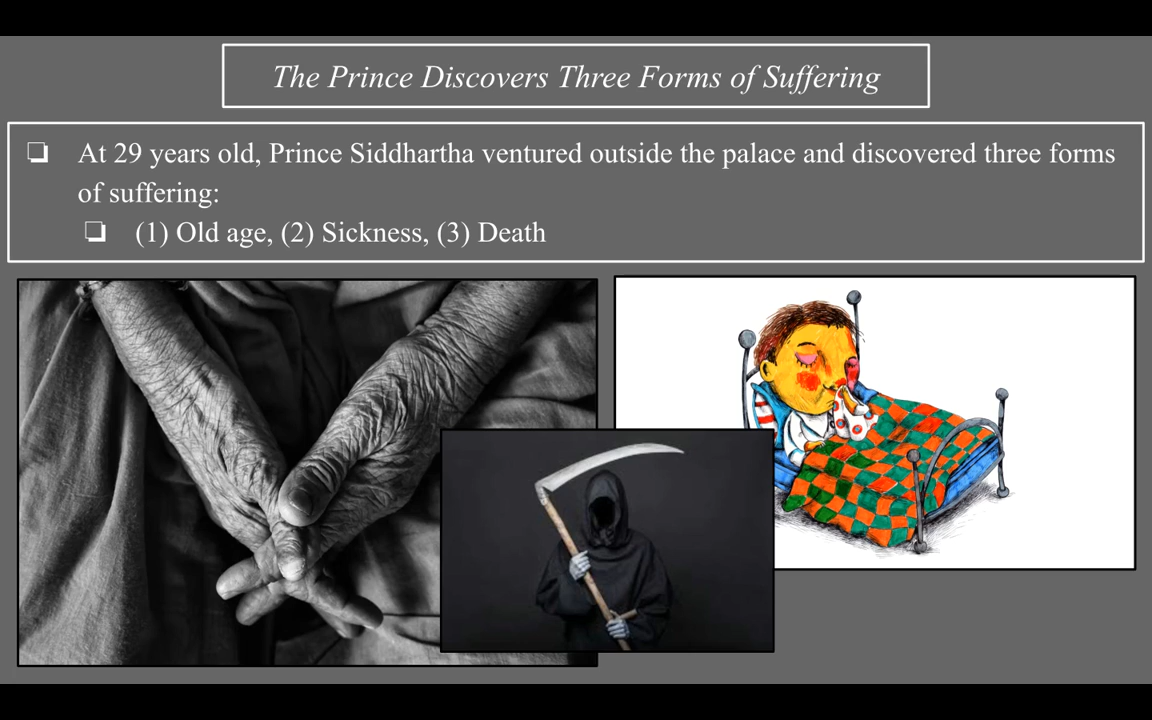 The Prince Discovers Three Forms of Suffering
At 29 years old, Prince Siddhartha ventured outside the palace and discovered three forms
of suffering:
(1) Old age, (2) Sickness, (3) Death